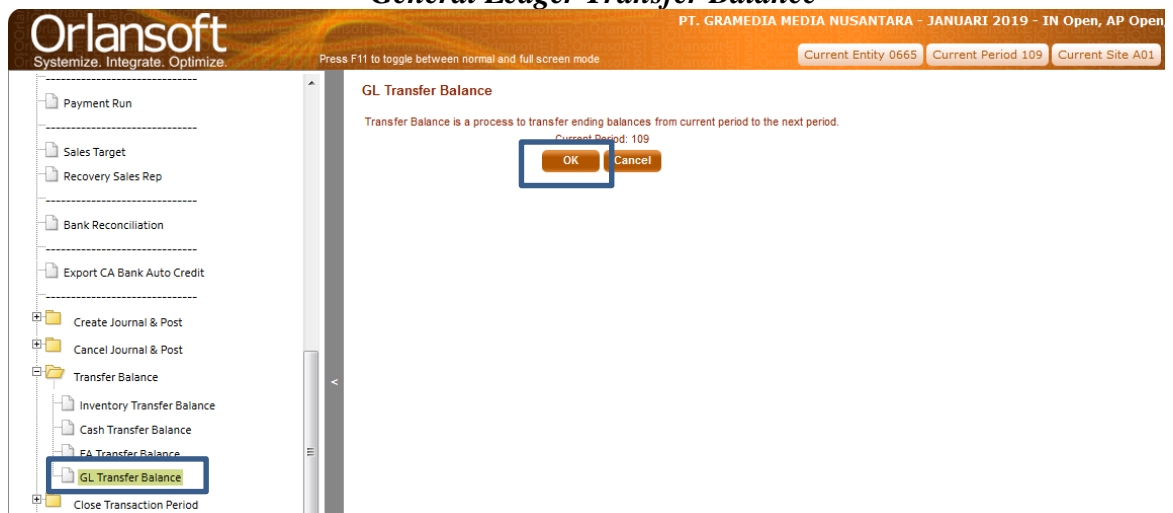 General Ledger Transfer Balance
Orlansoft
Systemize. Integrate. Optimize.
PT. GRAMEDIA MEDIA NUSANTARA - JANUARI 2019 - IN Open, AP Open,
Press F11 to toggle between normal and full screen mode
Current Entity 0665 Current Period 109 Current Site A01
Payment Run
Sales Target
Recovery Sales Rep
Bank Reconciliation
Export CA Bank Auto Credit
Create Journal & Post
Cancel Journal & Post
Transfer Balance
Inventory Transfer Balance
Cash Transfer Balance
FA Transfer Balance
GL Transfer Balance
Close Transaction Period
<
GL Transfer Balance
Transfer Balance is a process to transfer ending balances from current period to the next period.
Current Period: 109
OK Cancel